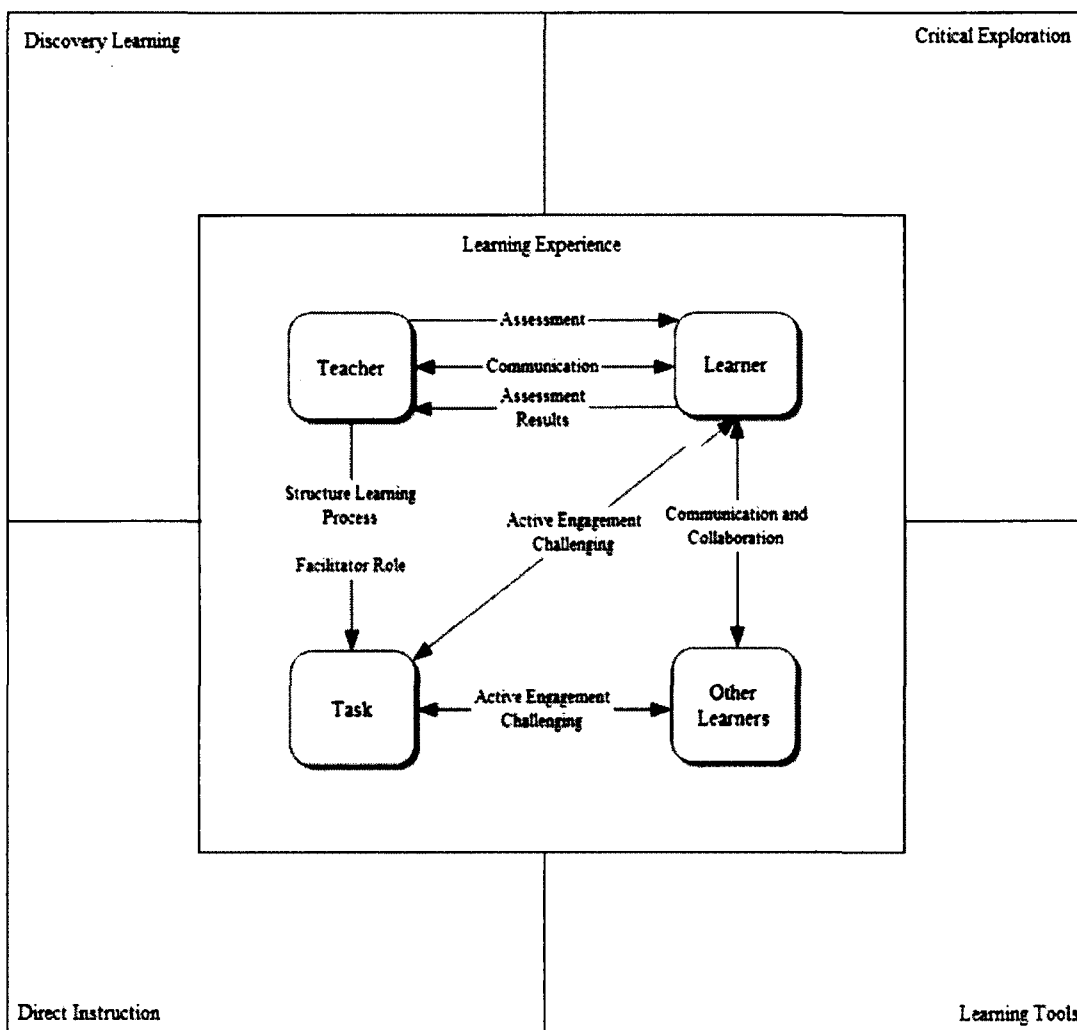 Discovery Learning
Critical Exploration
Learning Experience
Teacher
Assessment
Communication
Assessment
Results
Learner
Structure Learning
Process
Facilitator Role
Active Engagement
Challenging
Communication and
Collaboration
Task
Active Engagement
Challenging
Other
Learners
Direct Instruction
Learning Tools